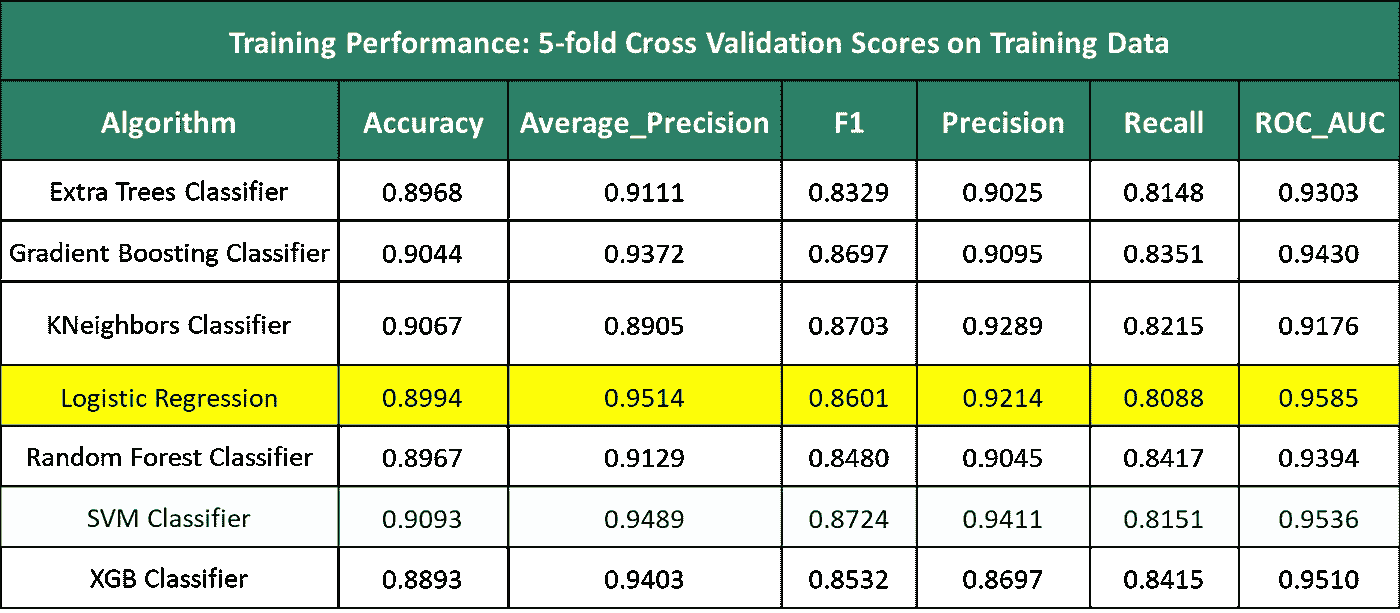 Training Performance: 5-fold Cross Validation Scores on Training Data
Algorithm Accuracy Average_Precision F1 Precision Recall ROC_AUC
Extra Trees Classifier 0.8968 0.9111 0.8329 0.9025 0.8148 0.9303
Gradient Boosting Classifier 0.9044 0.9372 0.8697 0.9095 0.8351 0.9430
KNeighbors Classifier 0.9067 0.8905 0.8703 0.9289 0.8215 0.9176
Logistic Regression 0.8994 0.9514 0.8601 0.9214 0.8088 0.9585
Random Forest Classifier 0.8967 0.9129 0.8480 0.9045 0.8417 0.9394
SVM Classifier 0.9093 0.9489 0.8724 0.9411 0.8151 0.9536
XGB Classifier 0.8893 0.9403 0.8532 0.8697 0.8415 0.9510